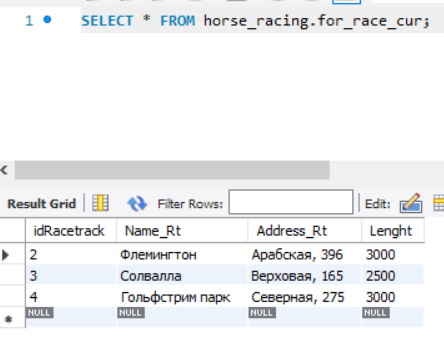 1 SELECT * FROM horse_racing.for_race_cur;
Result Grid Filter Rows: Edit:
idRacetrack Name_Rt Address_Rt Lenght
2 Флемингтон Арабская, 396 3000
3 Солвалла Верховая, 165 2500
4 Гольфстрим парк Северная, 275 3000
NULL NULL NULL NULL